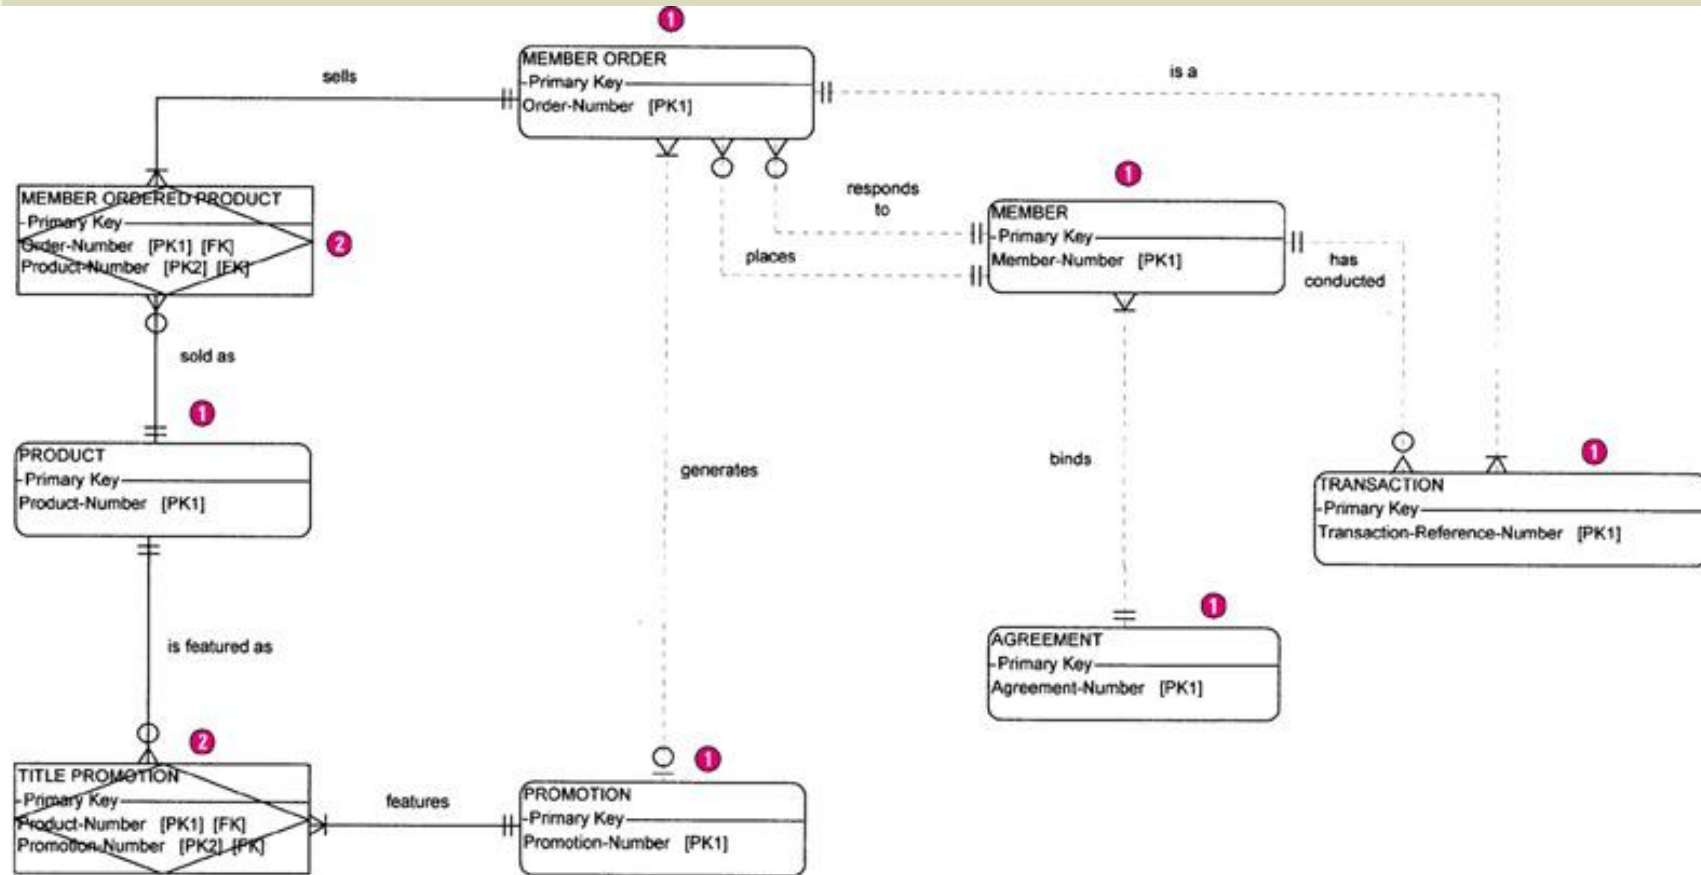 1
MEMBER ORDER
Primary Key
Order-Number [PK1]
sells
is a
MEMBER ORDERED PRODUCT
Primary Key
Order-Number [PK1] [FK]
Product-Number [PK2] [FK]
2
responds
to
places
1
MEMBER
Primary Key
Member-Number [PK1]
has
conducted
sold as
1
PRODUCT
Primary Key
Product-Number [PK1]
generates
binds
1
TRANSACTION
Primary Key
Transaction-Reference-Number [PK1]
is featured as
1
AGREEMENT
Primary Key
Agreement-Number [PK1]
2
TITLE PROMOTION
Primary Key
Product-Number [PK1] [FK]
Promotion-Number [PK2] [FK]
features
1
PROMOTION
Primary Key
Promotion-Number [PK1]